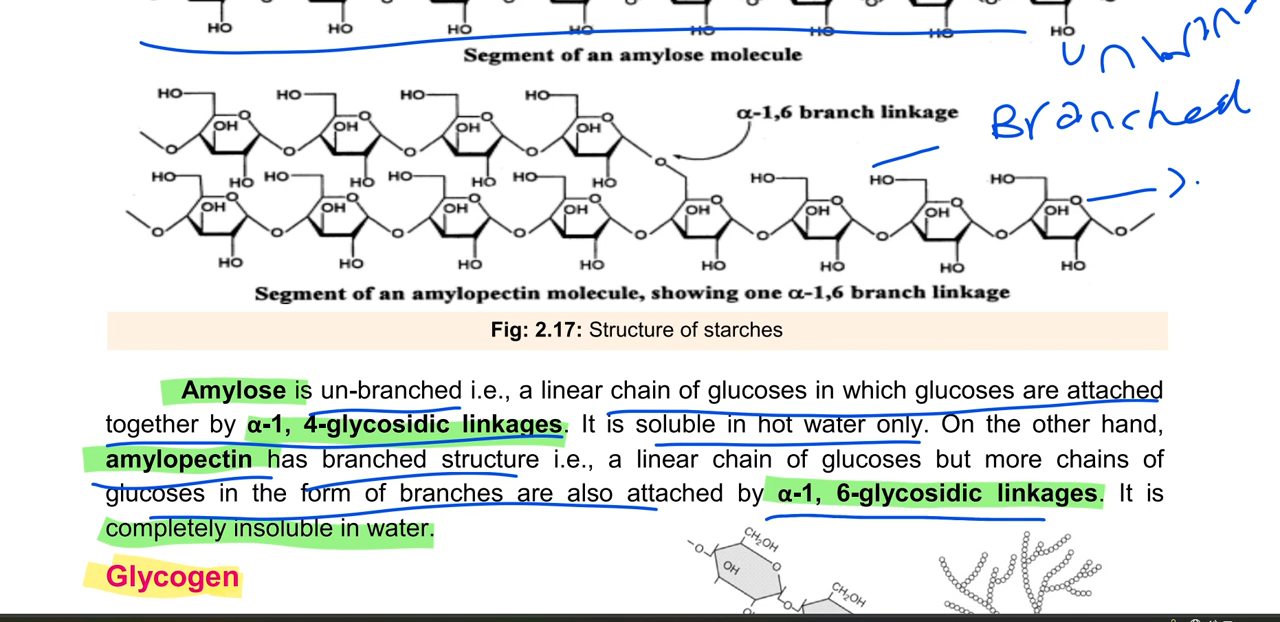 HO HO HO HO HO HO HO HO
Segment of an amylose molecule
unwin
HO HO HO HO
α-1,6 branch linkage
Branched
O OH O OH O OH O OH
O O O O O
HO HO HO HO
HO HO HO HO HO HO HO
O OH O OH O OH O OH O OH O OH O OH O OH
O O O O O O O O O
HO HO HO HO HO HO HO HO
Segment of an amylopectin molecule, showing one α-1,6 branch linkage
Fig: 2.17: Structure of starches
Amylose is un-branched i.e., a linear chain of glucoses in which glucoses are attached
together by α-1, 4-glycosidic linkages. It is soluble in hot water only. On the other hand,
amylopectin has branched structure i.e., a linear chain of glucoses but more chains of
glucoses in the form of branches are also attached by α-1, 6-glycosidic linkages. It is
completely insoluble in water.
Glycogen
CH₂OH
O OH O
CH₂OH
O